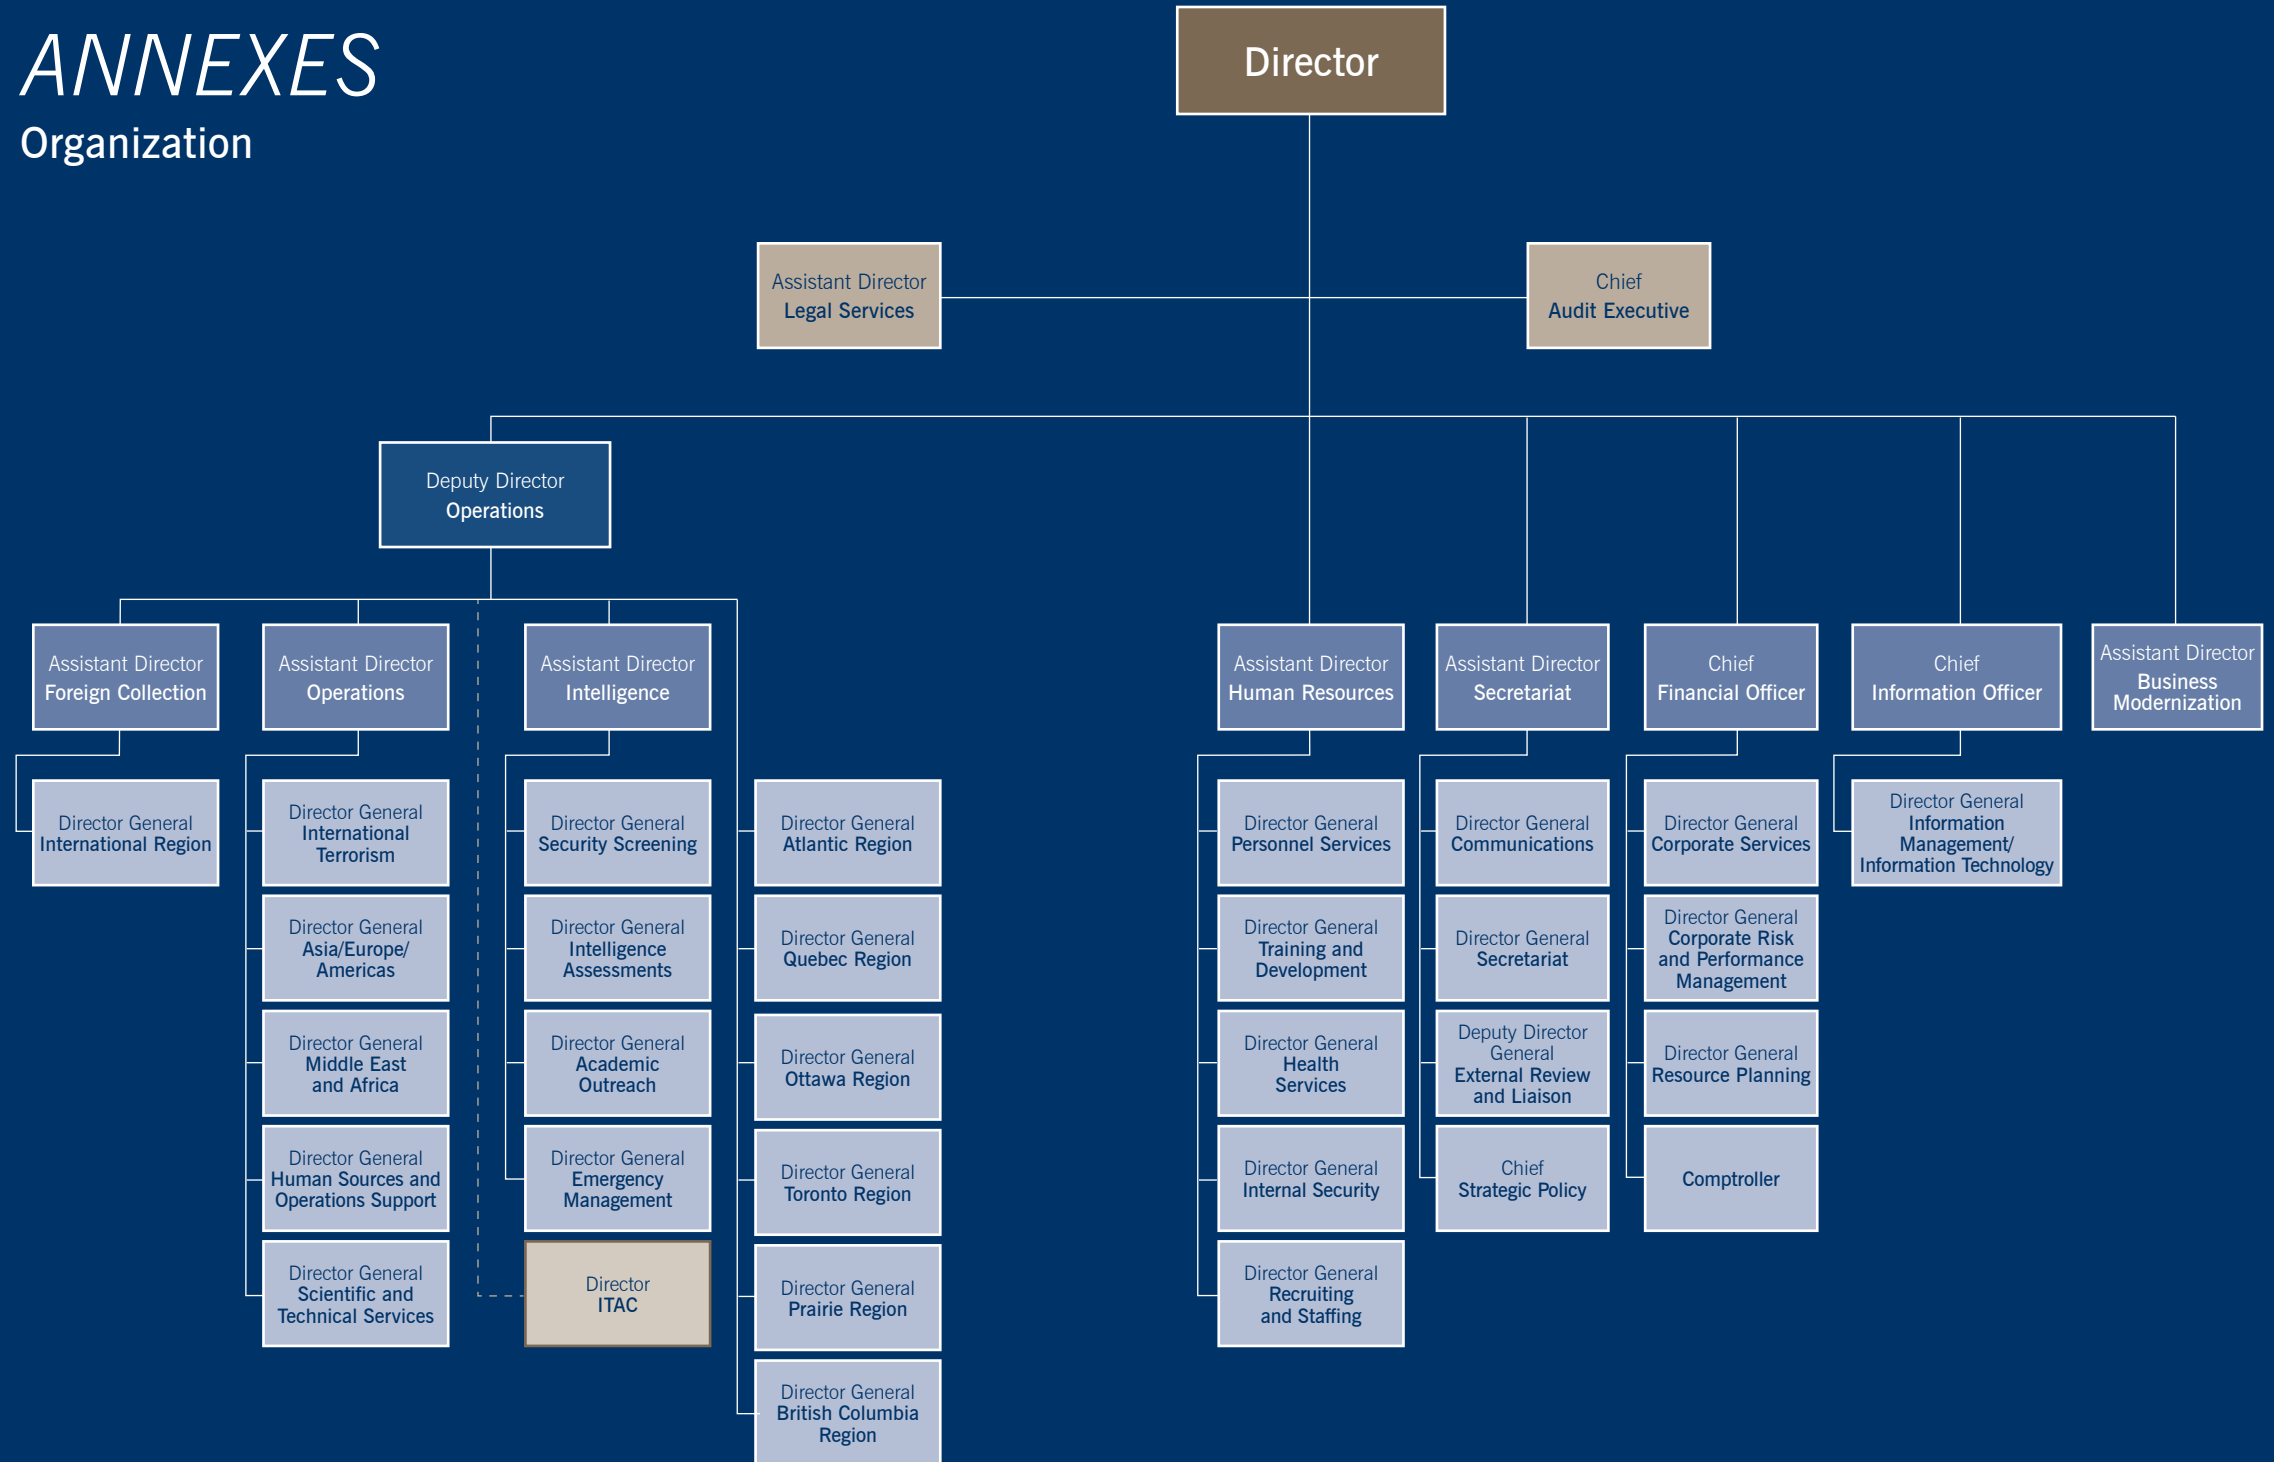 ANNEXES
Organization
Director
Assistant Director
Legal Services
Chief
Audit Executive
Deputy Director
Operations
Assistant Director
Foreign Collection
Assistant Director
Operations
Assistant Director
Intelligence
Assistant Director
Human Resources
Assistant Director
Secretariat
Chief
Financial Officer
Chief
Information Officer
Assistant Director
Business
Modernization
Director General
International Region
Director General
International
Terrorism
Director General
Asia/Europe/
Americas
Director General
Middle East
and Africa
Director General
Human Sources and
Operations Support
Director General
Scientific and
Technical Services
Director General
Security Screening
Director General
Intelligence
Assessments
Director General
Academic
Outreach
Director General
Emergency
Management
Director
ITAC
Director General
Atlantic Region
Director General
Quebec Region
Director General
Ottawa Region
Director General
Toronto Region
Director General
Prairie Region
Director General
British Columbia
Region
Director General
Personnel Services
Director General
Training and
Development
Director General
Health
Services
Director General
Internal Security
Director General
Recruiting
and Staffing
Director General
Communications
Director General
Secretariat
Deputy Director
General
External Review
and Liaison
Chief
Strategic Policy
Director General
Corporate Services
Director General
Corporate Risk
and Performance
Management
Director General
Resource Planning
Comptroller
Director General
Information
Management/
Information Technology